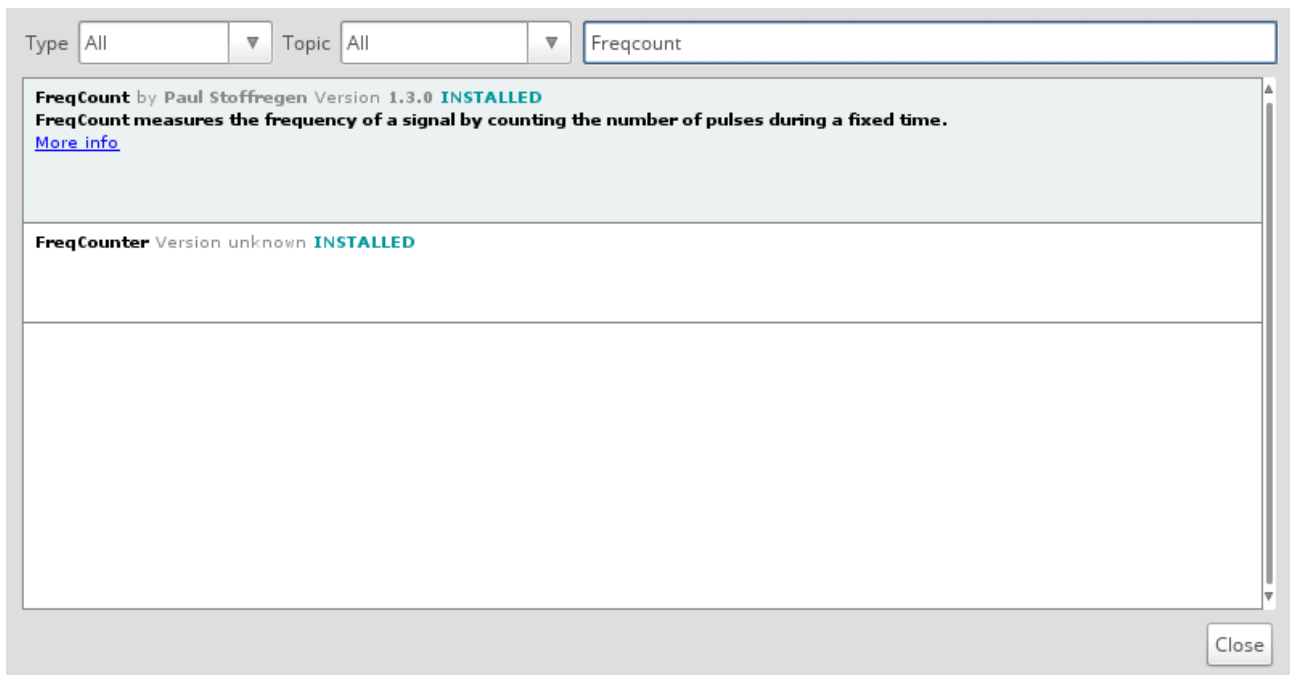 Type All Topic All Freqcount
FreqCount by Paul Stoffregen Version 1.3.0 INSTALLED
FreqCount measures the frequency of a signal by counting the number of pulses during a fixed time.
More info
FreqCounter Version unknown INSTALLED
Close